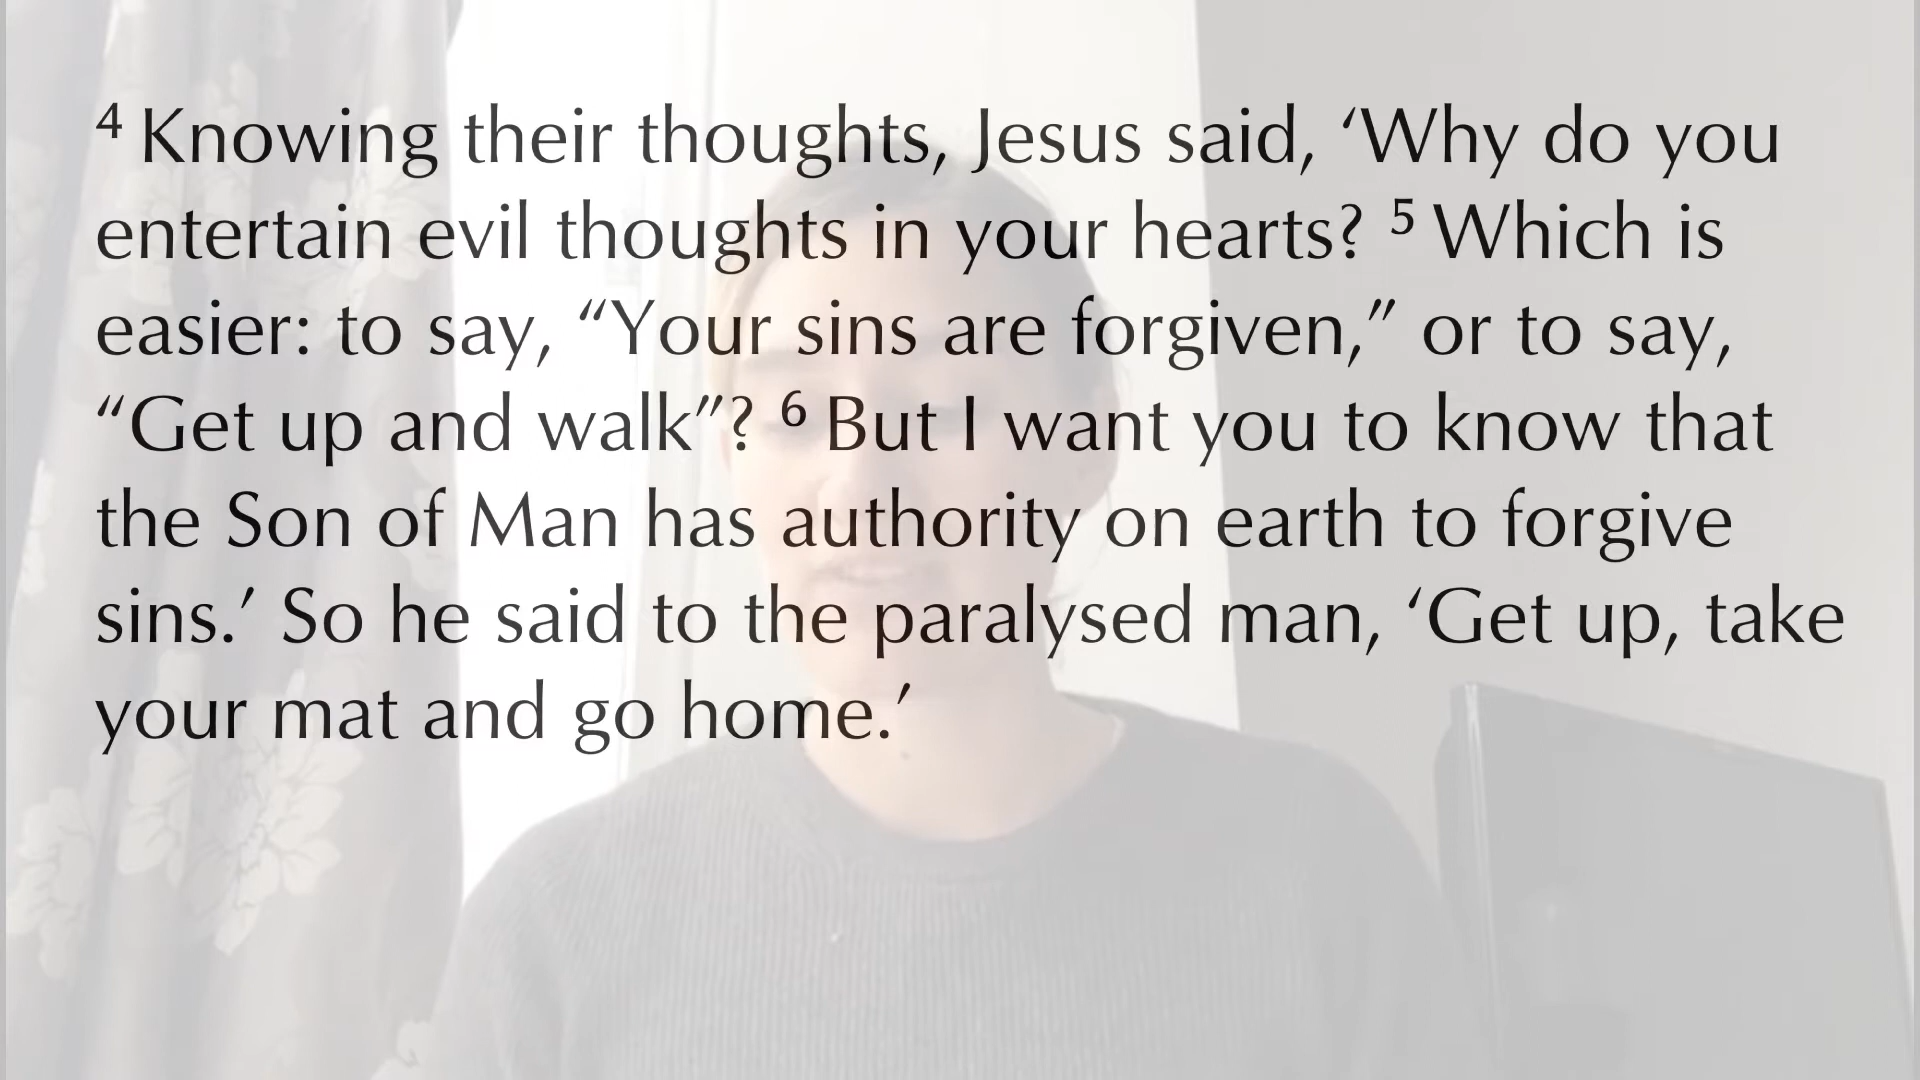 4 Knowing their thoughts, Jesus said, ‘Why do you
entertain evil thoughts in your hearts? 5 Which is
easier: to say, “Your sins are forgiven,” or to say,
“Get up and walk”? 6 But I want you to know that
the Son of Man has authority on earth to forgive
sins.’ So he said to the paralysed man, ‘Get up, take
your mat and go home.’